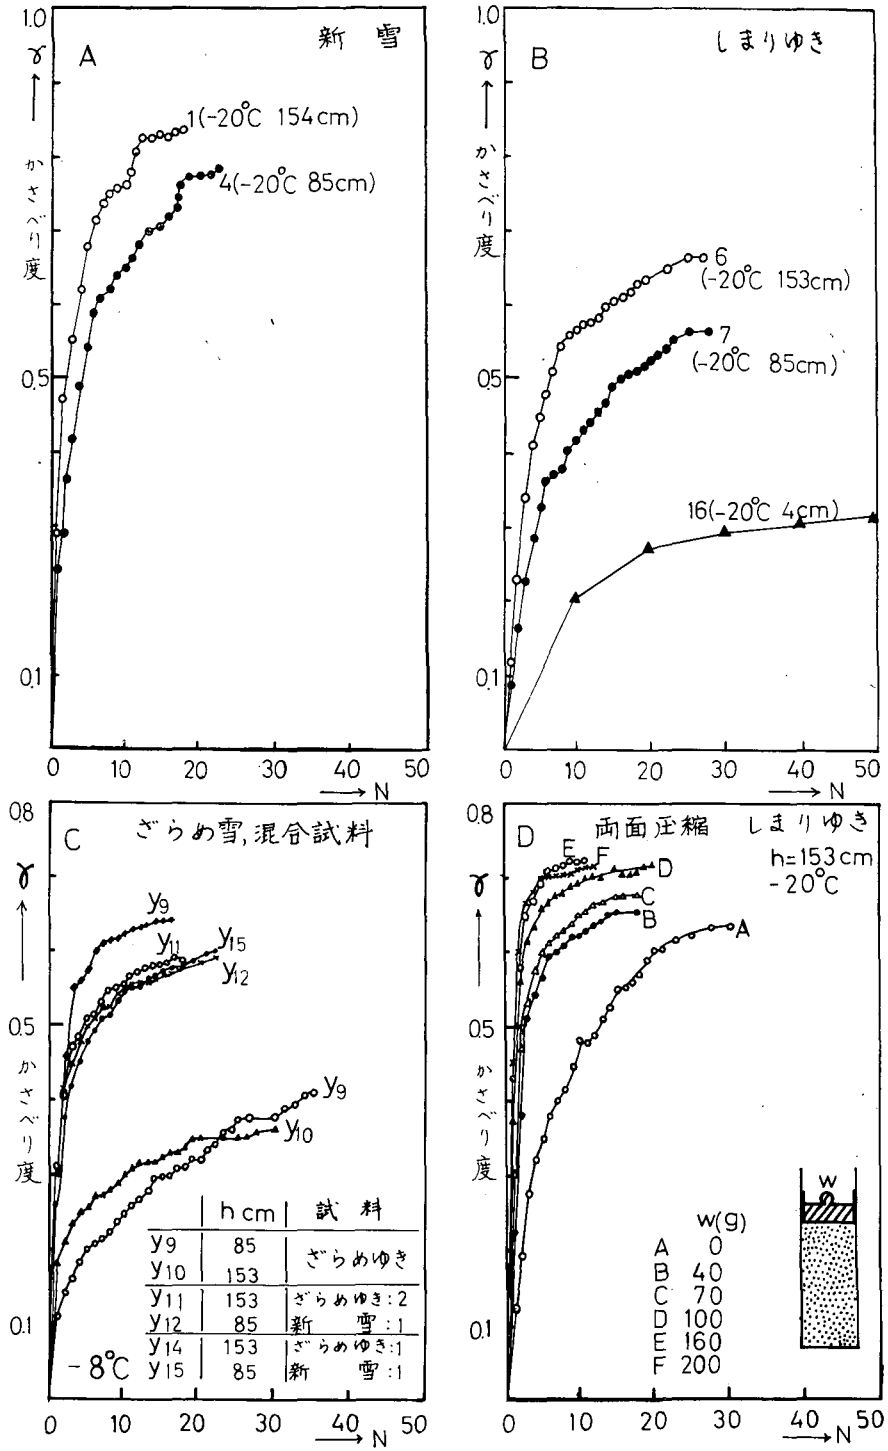 A 新雪
1.0
γ
かさべり度
0.5
0.1
1(-20°C 154cm)
4(-20°C 85cm)
0 10 20 30 40 50
N
B しまりゆき
1.0
γ
かさべり度
0.5
0.1
6
(-20°C 153cm)
7
(-20°C 85cm)
16(-20°C 4cm)
0 10 20 30 40 50
N
C ざらめ雪,混合試料
0.8
γ
かさべり度
0.5
0.1
y9
y11
y15
y12
y9
y10
h cm 試料
y9 85 ざらめゆき
y10 153
y11 153 ざらめゆき:2
y12 85 新雪:1
y14 153 ざらめゆき:1
y15 85 新雪:1
-8°C
0 10 20 30 40 50
N
D 両面圧縮 しまりゆき
h=153cm
-20°C
0.8
γ
かさべり度
0.5
0.1
E
F
D
C
B
A
W
W(g)
A 0
B 40
C 70
D 100
E 160
F 200
0 10 20 30 40 50
N